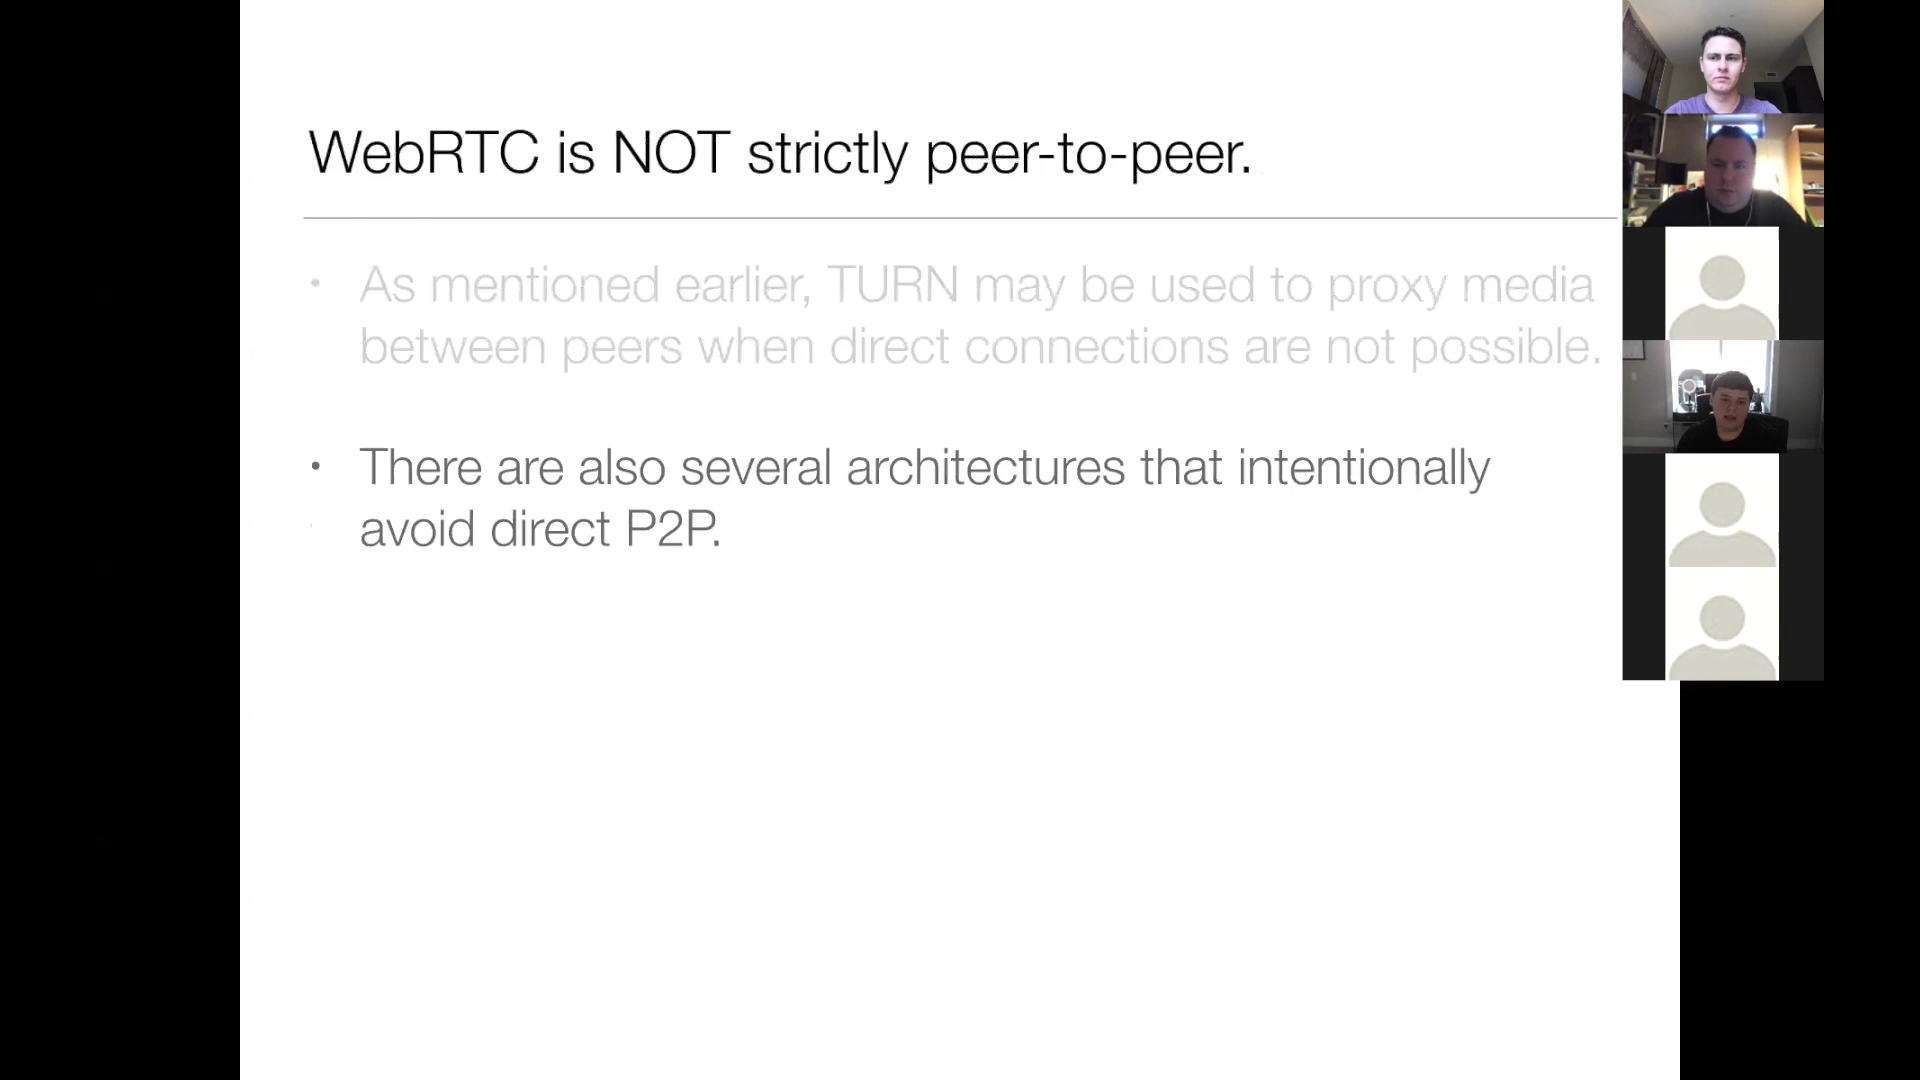 WebRTC is NOT strictly peer-to-peer.
• As mentioned earlier, TURN may be used to proxy media
between peers when direct connections are not possible.
• There are also several architectures that intentionally
avoid direct P2P.